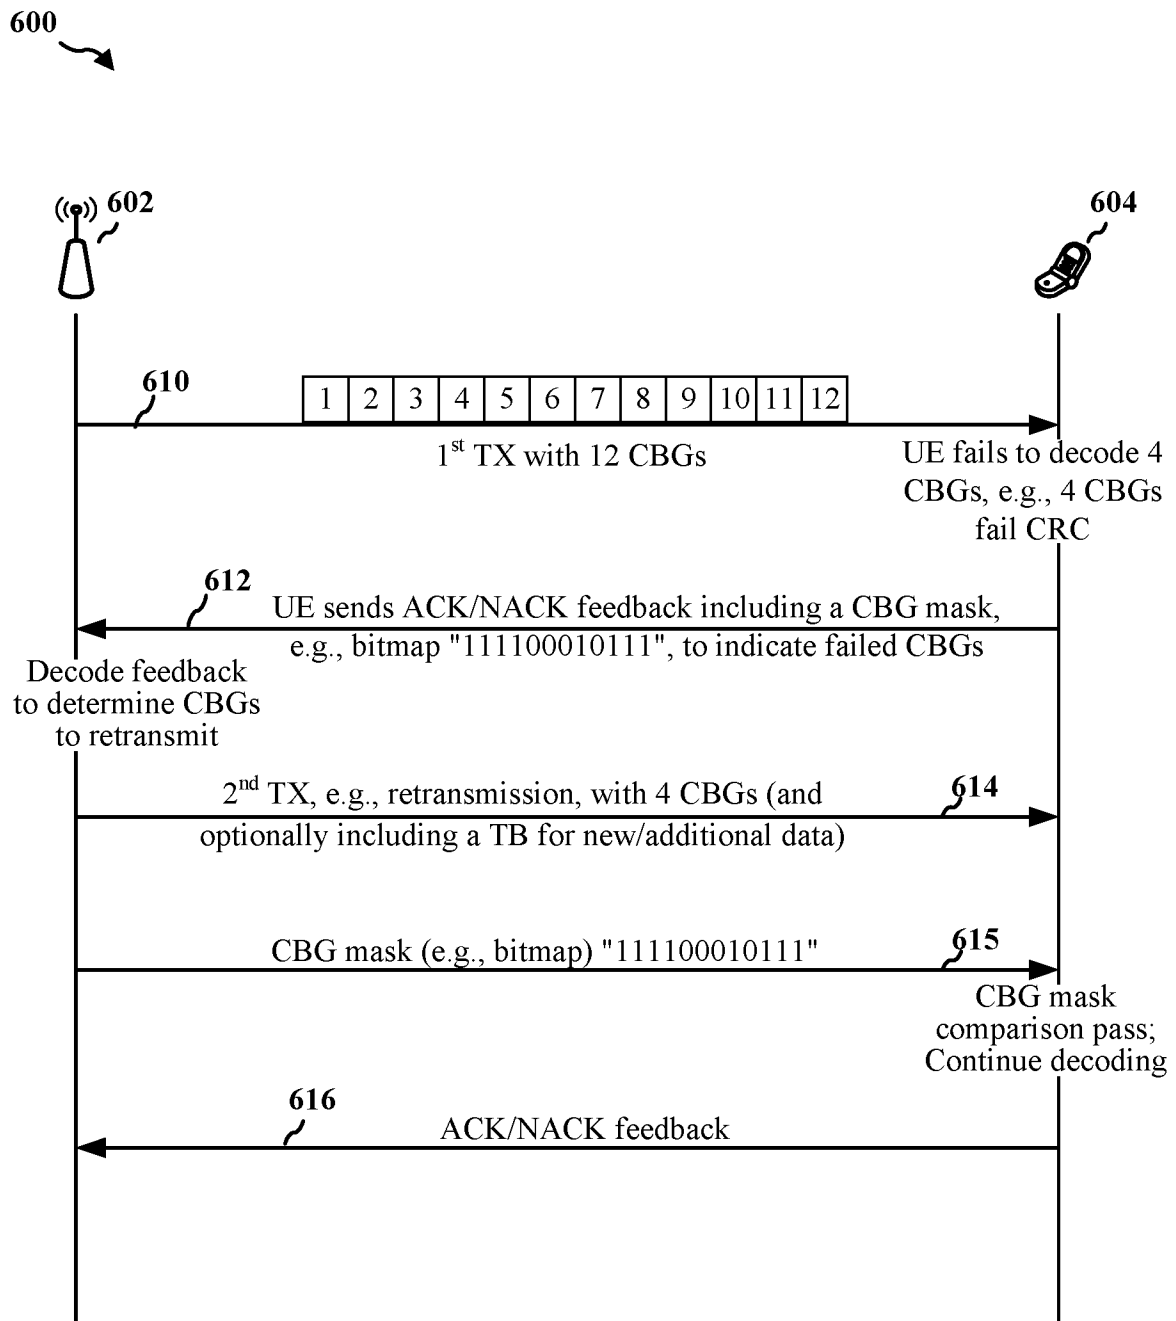 600
602
604
610
1 2 3 4 5 6 7 8 9 10 11 12
1st TX with 12 CBGs
UE fails to decode 4
CBGs, e.g., 4 CBGs
fail CRC
612
UE sends ACK/NACK feedback including a CBG mask,
e.g., bitmap "111100010111", to indicate failed CBGs
Decode feedback
to determine CBGs
to retransmit
2nd TX, e.g., retransmission, with 4 CBGs (and
614
optionally including a TB for new/additional data)
CBG mask (e.g., bitmap) "111100010111"
615
CBG mask
comparison pass;
Continue decoding
616
ACK/NACK feedback